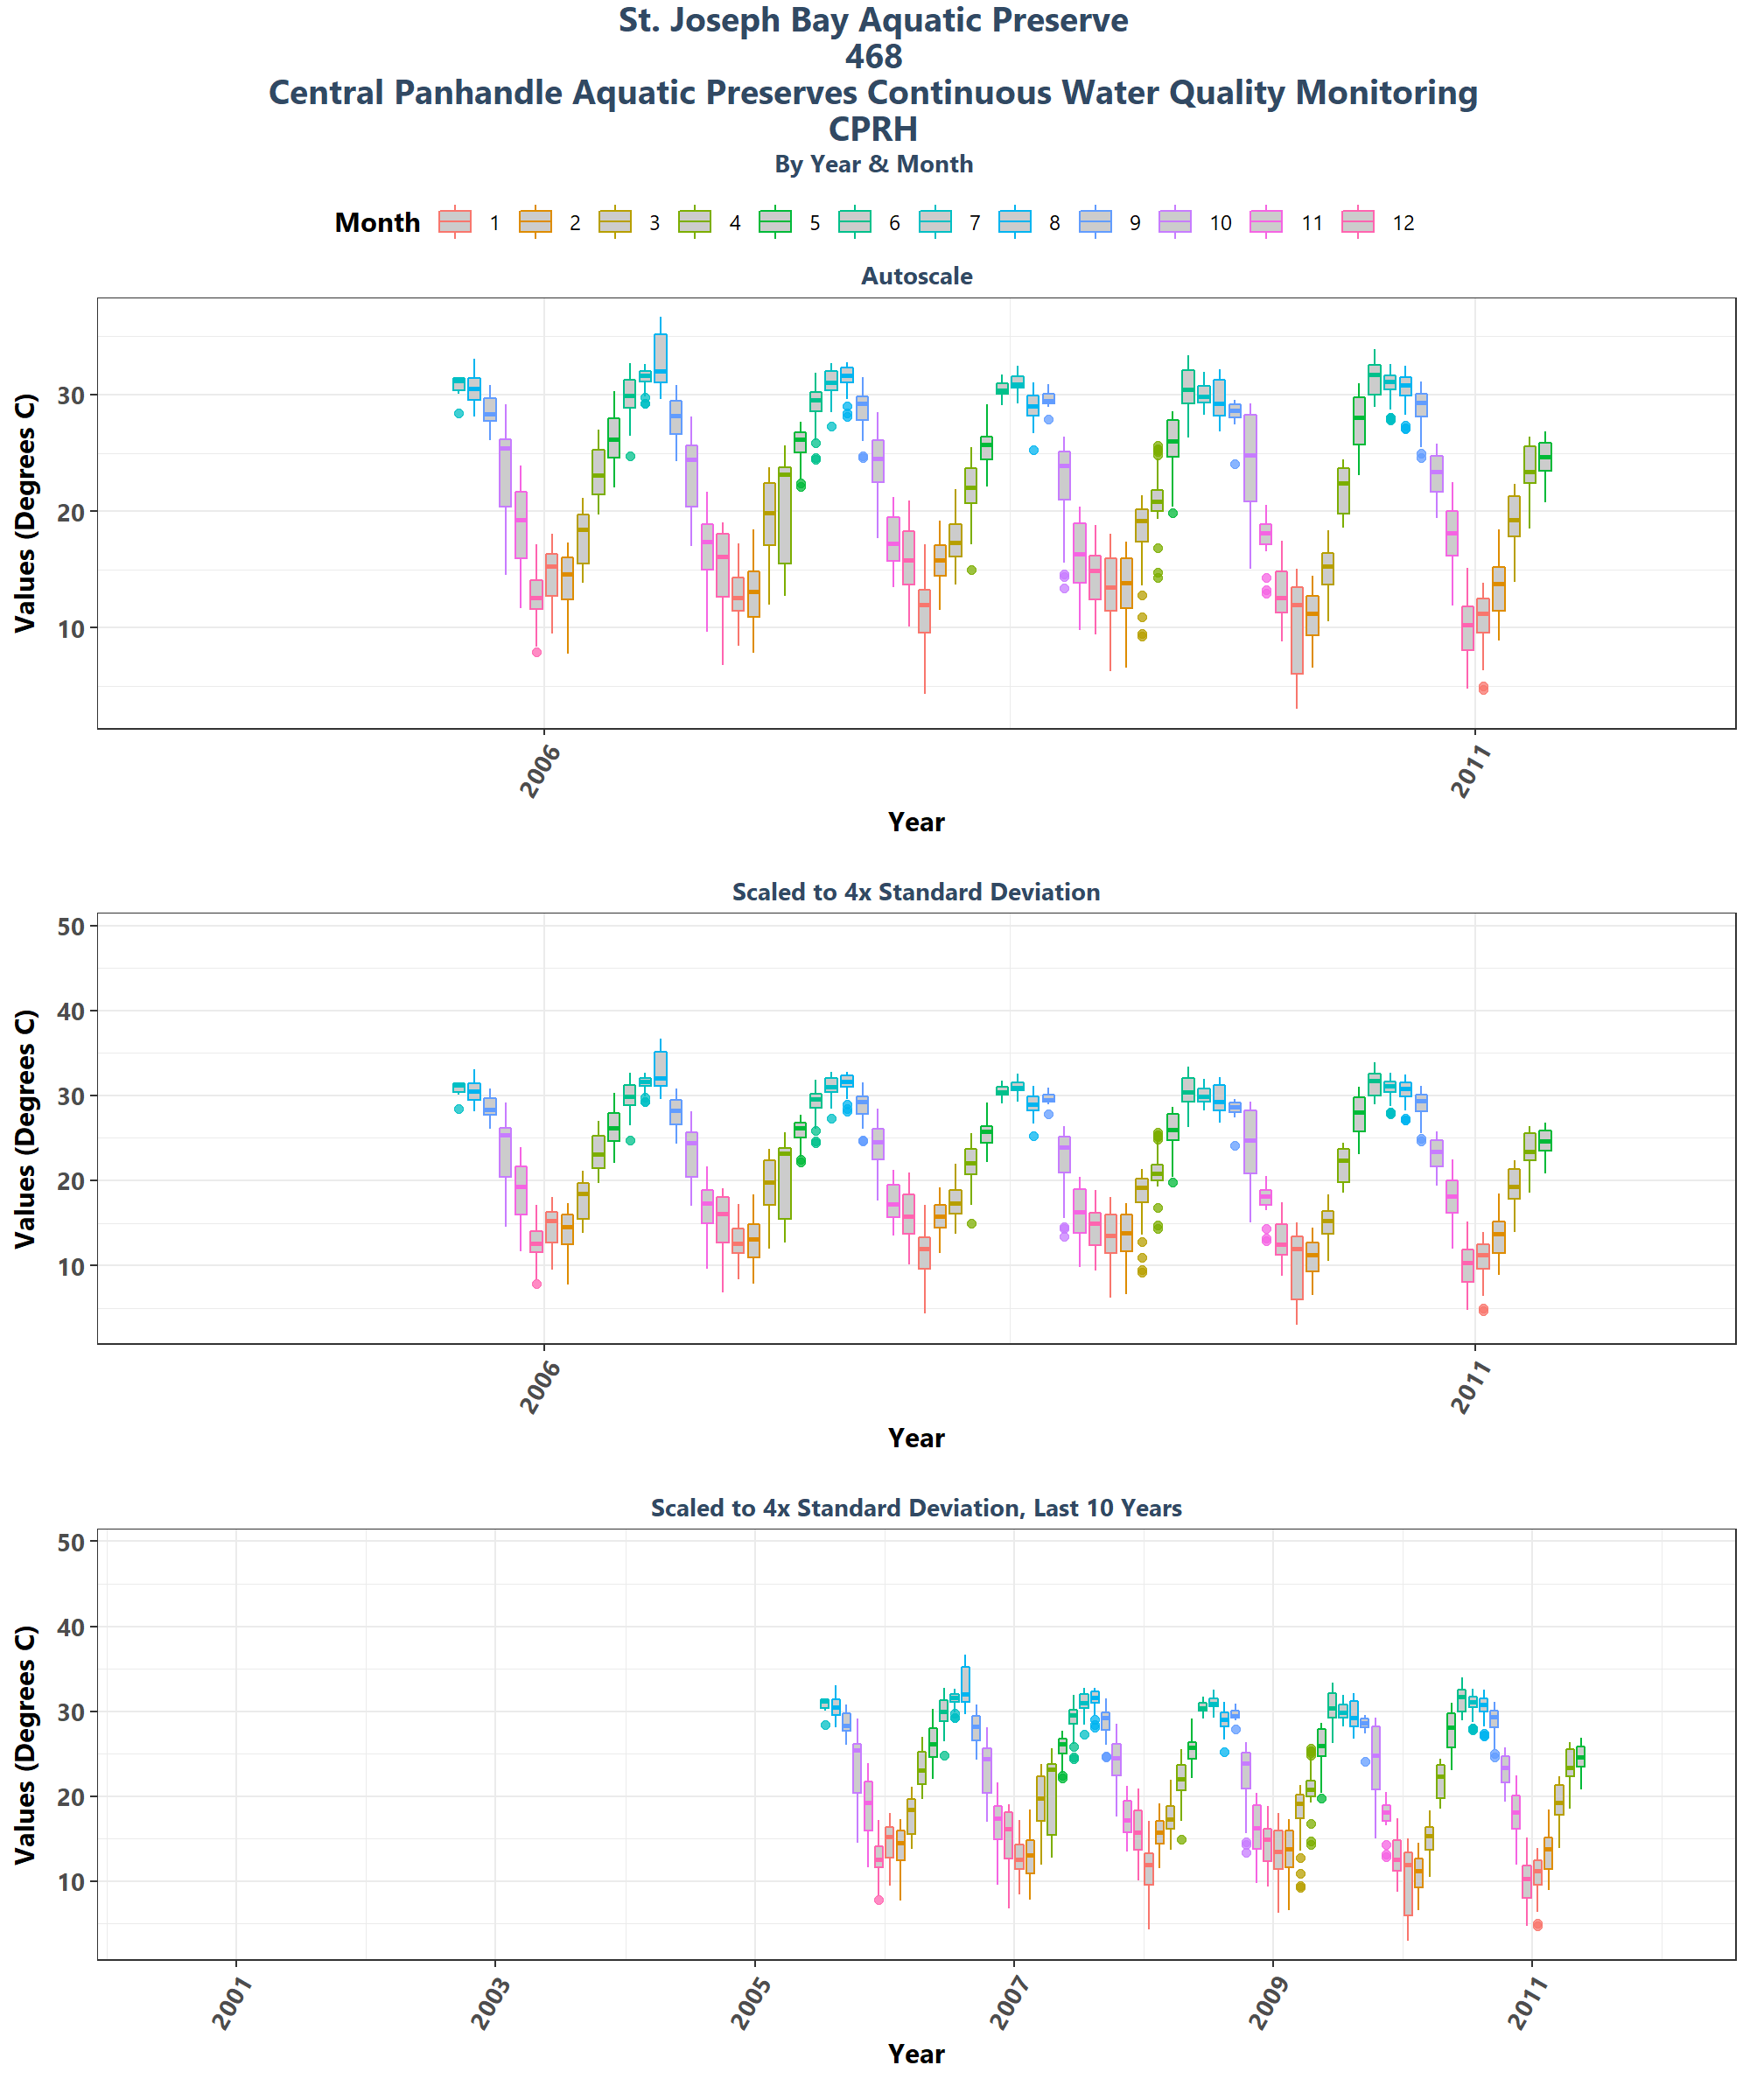 St. Joseph Bay Aquatic Preserve
468
Central Panhandle Aquatic Preserves Continuous Water Quality Monitoring
CPRH
By Year & Month
Month 1 2 3 4 5 6 7 8 9 10 11 12
Autoscale
Values (Degrees C)
30
20
10
2006 2011
Year
Scaled to 4x Standard Deviation
Values (Degrees C)
50
40
30
20
10
2006 2011
Year
Scaled to 4x Standard Deviation, Last 10 Years
Values (Degrees C)
50
40
30
20
10
2001 2003 2005 2007 2009 2011
Year